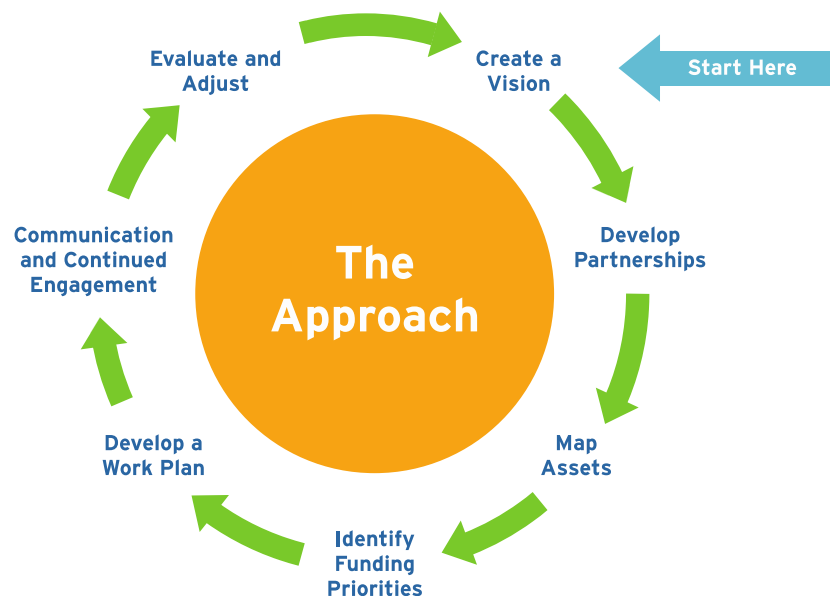 Start Here
Create a
Vision
Develop
Partnerships
Map
Assets
Identify
Funding
Priorities
Develop a
Work Plan
Communication
and Continued
Engagement
Evaluate and
Adjust
The
Approach